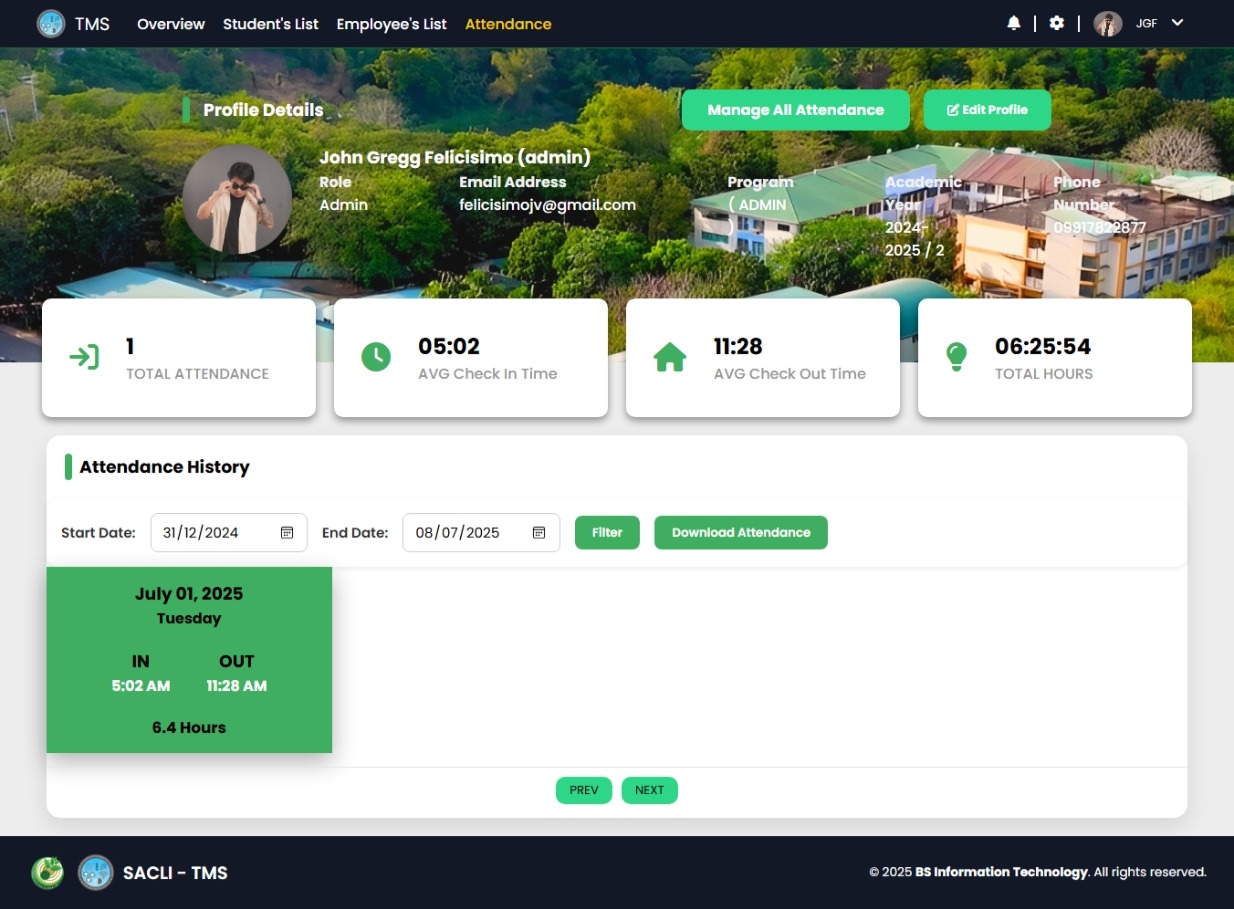 TMS Overview Student's List Employee's List Attendance JGF
Profile Details Manage All Attendance Edit Profile
John Gregg Felicisimo (admin)
Role Email Address Program Academic Phone
Admin felicisimojv@gmail.com ( ADMIN Year Number
) 2024- 09917822877
2025 / 2
1 05:02 11:28 06:25:54
TOTAL ATTENDANCE AVG Check In Time AVG Check Out Time TOTAL HOURS
Attendance History
Start Date: 31/12/2024 End Date: 08/07/2025 Filter Download Attendance
July 01, 2025
Tuesday
IN OUT
5:02 AM 11:28 AM
6.4 Hours
PREV NEXT
SACLI - TMS © 2025 BS Information Technology. All rights reserved.